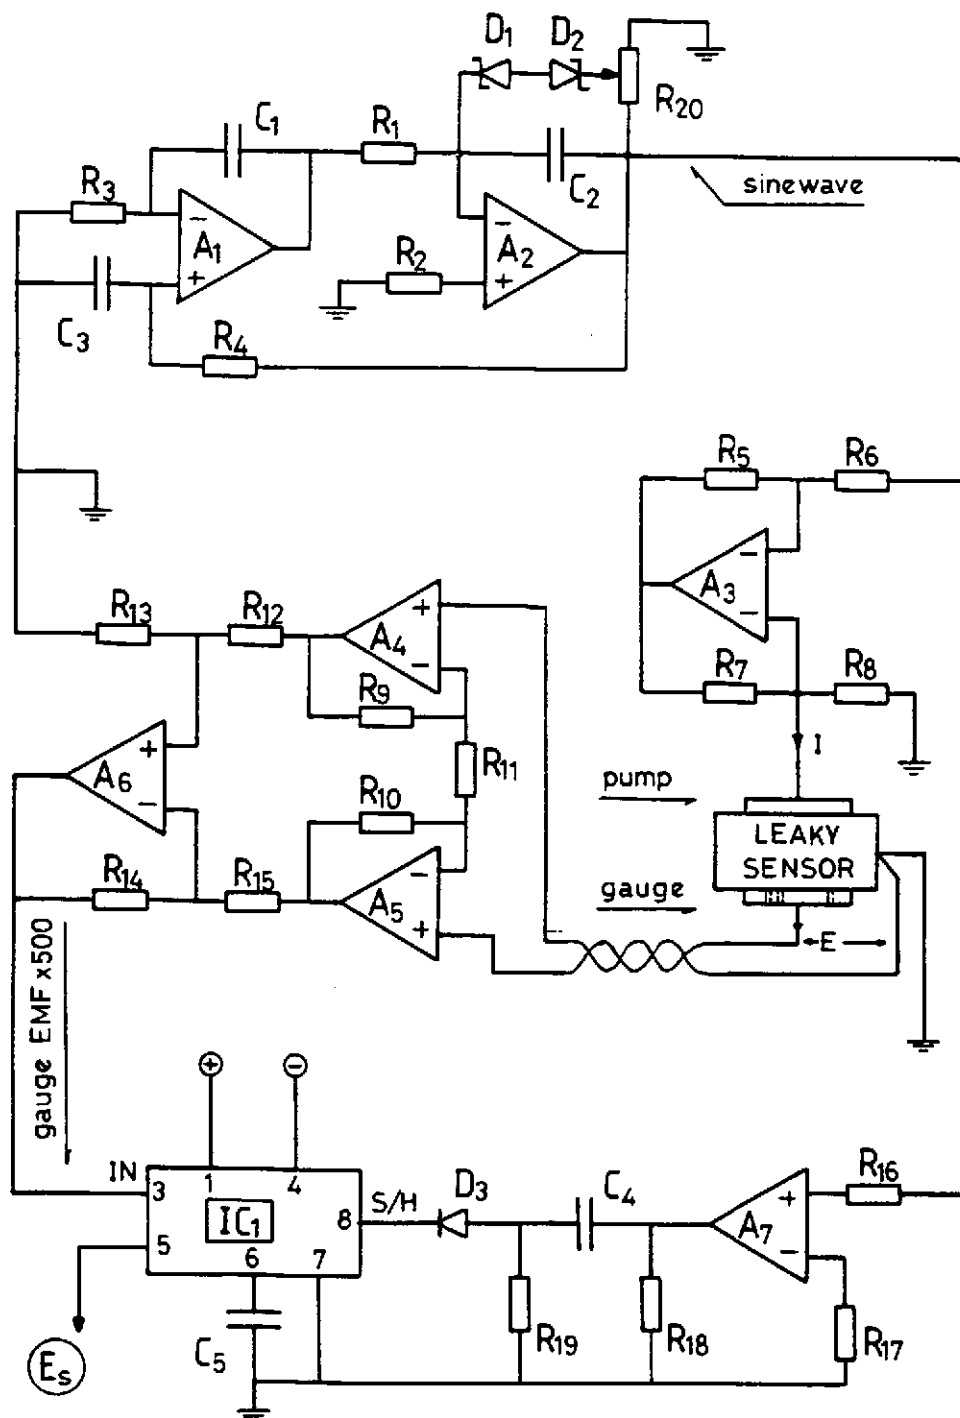 D1 D2
R20
C1 R1
C2
sinewave
R3
− A1 +
− A2 +
R2
C3
R4
R5 R6
− A3 −
R7 R8
I
R13 R12
+ A4 −
R9
R11
+ A6 −
R10
R14 R15
− A5 +
pump
LEAKY
SENSOR
gauge
E
gauge EMF x500
+ −
IN
3 1 4
IC1
8 S/H
5 6 7
D3 C4
+ A7 −
R16
R17
C5
R19 R18
Es